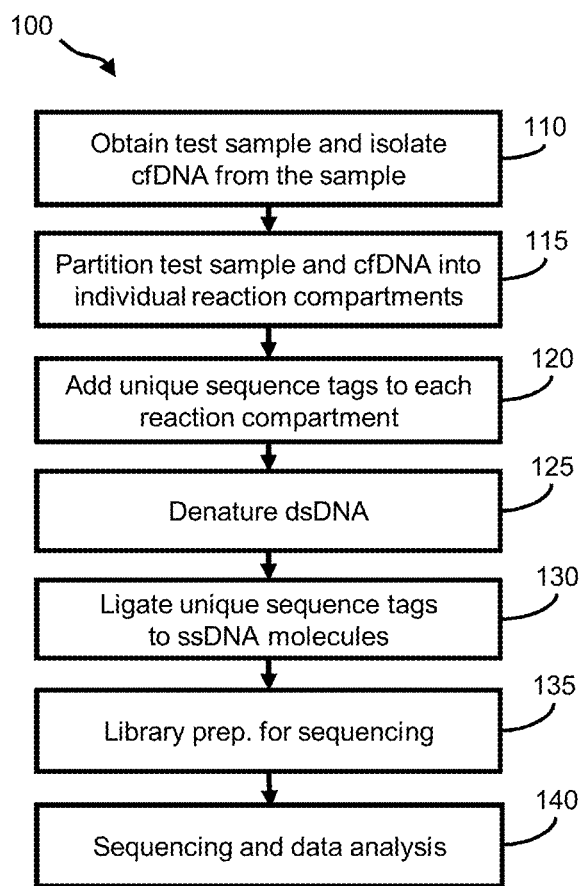 100
110
Obtain test sample and isolate
cfDNA from the sample
115
Partition test sample and cfDNA into
individual reaction compartments
120
Add unique sequence tags to each
reaction compartment
125
Denature dsDNA
130
Ligate unique sequence tags
to ssDNA molecules
135
Library prep. for sequencing
140
Sequencing and data analysis